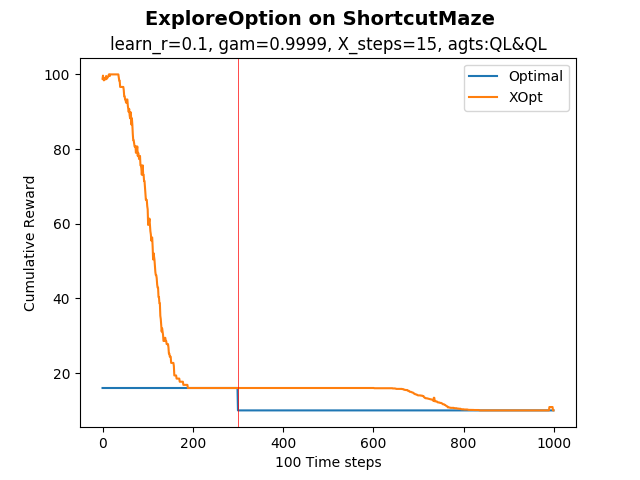 ExploreOption on ShortcutMaze
learn_r=0.1, gam=0.9999, X_steps=15, agts:QL&QL
Optimal
XOpt
Cumulative Reward
100
80
60
40
20
0
200
400
600
800
1000
100 Time steps